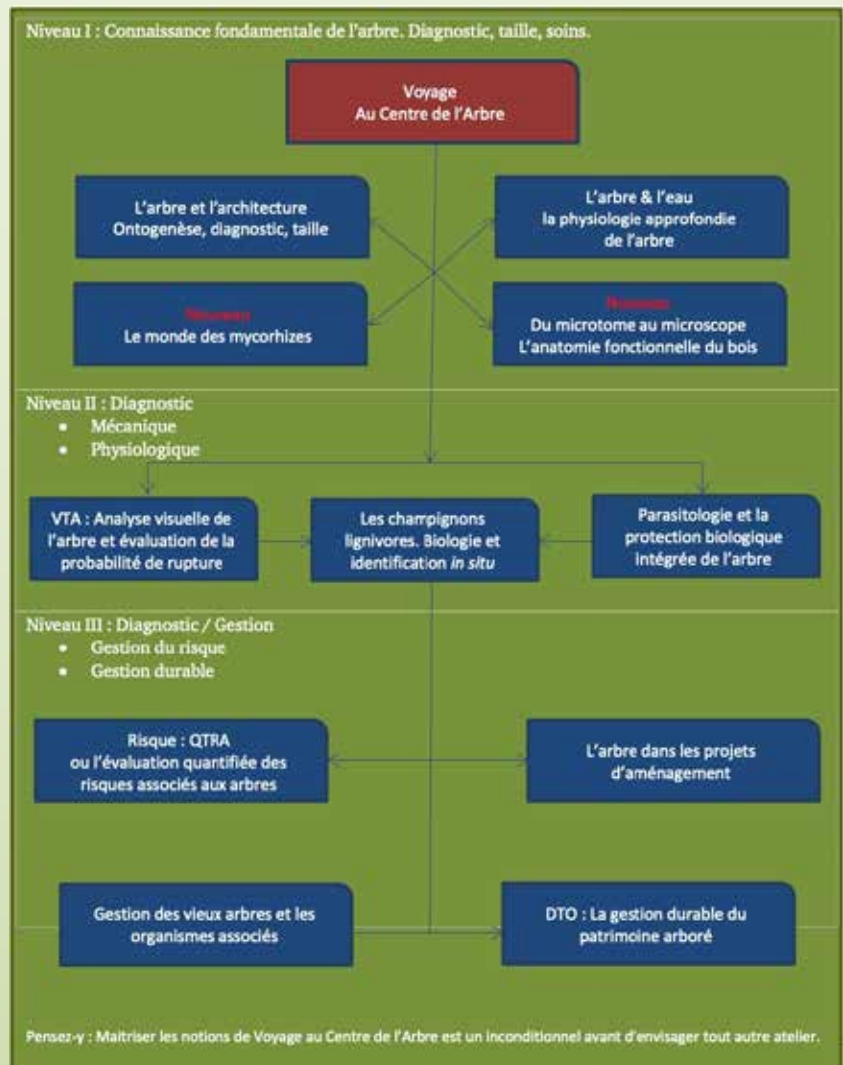 Niveau I : Connaissance fondamentale de l'arbre. Diagnostic, taille, soins.
Voyage
Au Centre de l'Arbre
L'arbre et l'architecture
Ontogenèse, diagnostic, taille
L'arbre & l'eau
la physiologie approfondie
de l'arbre
Nouveau
Le monde des mycorhizes
Nouveau
Du microtome au microscope
L'anatomie fonctionnelle du bois
Niveau II : Diagnostic
• Mécanique
• Physiologique
VTA : Analyse visuelle de
l'arbre et évaluation de la
probabilité de rupture
Les champignons
lignivores. Biologie et
identification in situ
Parasitologie et la
protection biologique
intégrée de l'arbre
Niveau III : Diagnostic / Gestion
• Gestion du risque
• Gestion durable
Risque : QTRA
ou l'évaluation quantifiée des
risques associés aux arbres
L'arbre dans les projets
d'aménagement
Gestion des vieux arbres et les
organismes associés
DTO : La gestion durable du
patrimoine arboré
Pensez-y : Maitriser les notions de Voyage au Centre de l'Arbre est un inconditionnel avant d'envisager tout autre atelier.